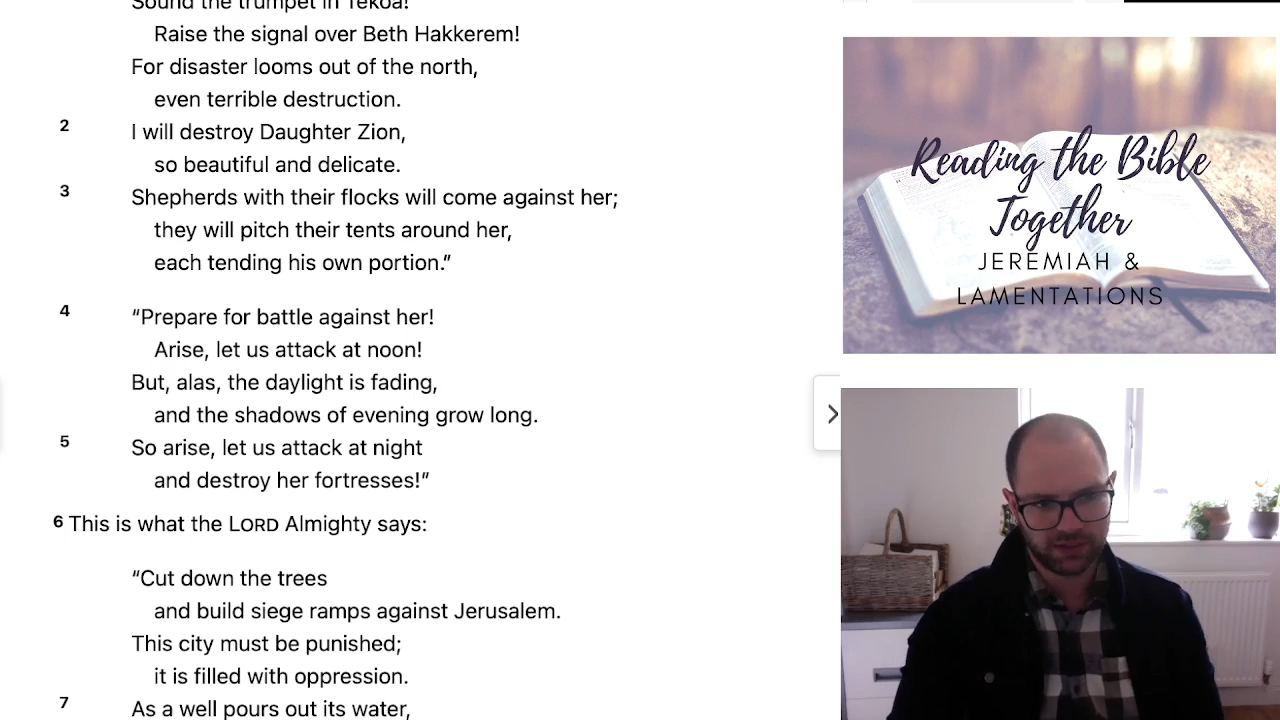 Sound the trumpet in Tekoa!
Raise the signal over Beth Hakkerem!
For disaster looms out of the north,
even terrible destruction.
2 I will destroy Daughter Zion,
so beautiful and delicate.
3 Shepherds with their flocks will come against her;
they will pitch their tents around her,
each tending his own portion.”
4 “Prepare for battle against her!
Arise, let us attack at noon!
But, alas, the daylight is fading,
and the shadows of evening grow long.
5 So arise, let us attack at night
and destroy her fortresses!”
6 This is what the LORD Almighty says:
“Cut down the trees
and build siege ramps against Jerusalem.
This city must be punished;
it is filled with oppression.
7 As a well pours out its water,
Reading the Bible
Together
JEREMIAH &
LAMENTATIONS